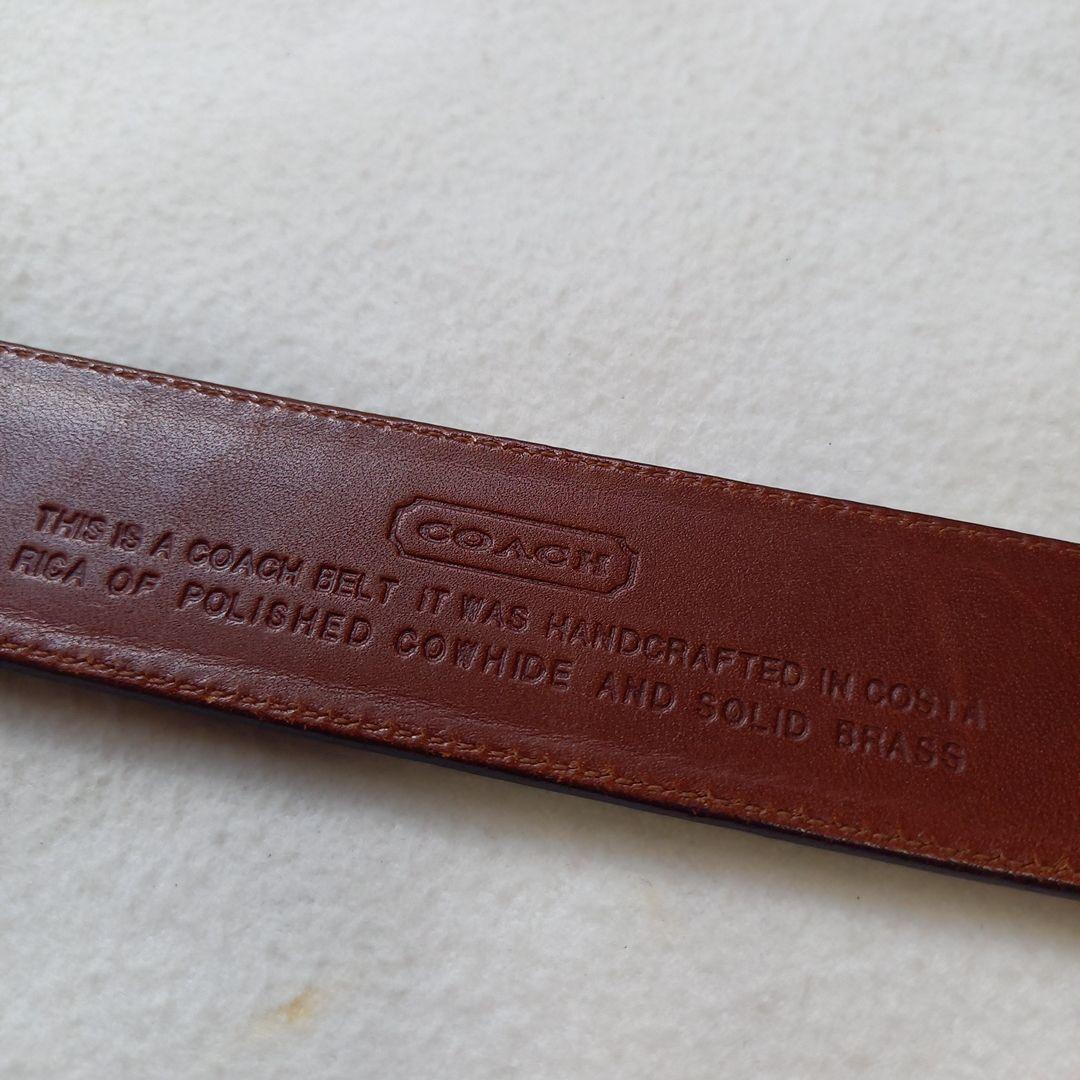 COACH
THIS IS A COACH BELT IT WAS HANDCRAFTED IN COSTA
RICA OF POLISHED COWHIDE AND SOLID BRASS